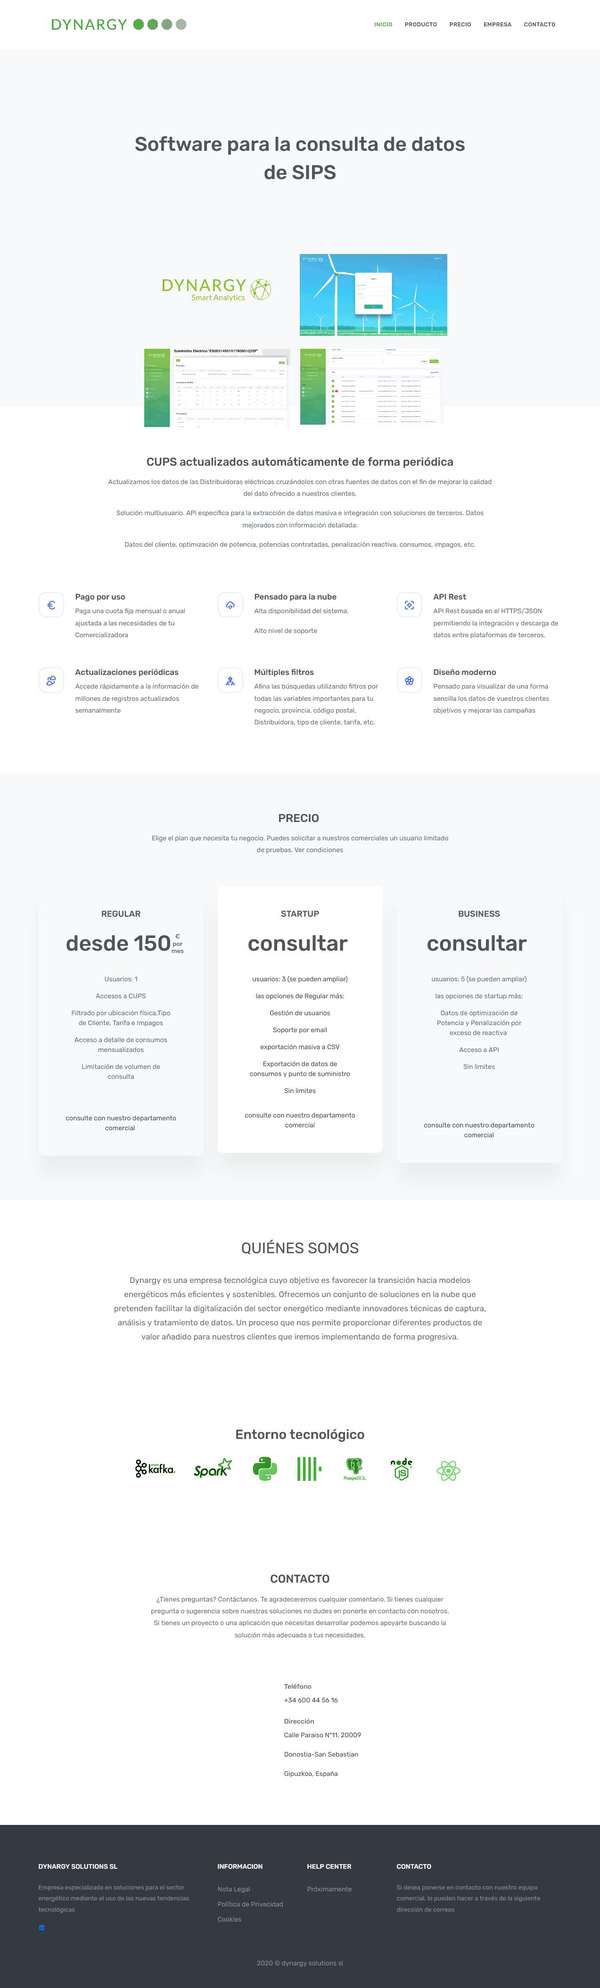 DYNARGY
INICIO PRODUCTO PRECIO EMPRESA CONTACTO
Software para la consulta de datos
de SIPS
DYNARGY
Smart Analytics
CUPS actualizados automáticamente de forma periódica
Actualizamos los datos de las Distribuidoras eléctricas cruzándolos con otras fuentes de datos con el fin de mejorar la calidad
del dato ofrecido a nuestros clientes.
Solución multiusuario. API específica para la extracción de datos masiva e integración con soluciones de terceros. Datos
mejorados con información detallada:
Datos del cliente, optimización de potencia, potencias contratadas, penalización reactiva, consumos, impagos, etc.
Pago por uso
Paga una cuota fija mensual o anual
ajustada a las necesidades de tu
Comercializadora
Pensado para la nube
Alta disponibilidad del sistema.
Alto nivel de soporte
API Rest
API Rest basada en el HTTPS/JSON
permitiendo la integración y descarga de
datos entre plataformas de terceros.
Actualizaciones periódicas
Accede rápidamente a la información de
millones de registros actualizados
semanalmente
Múltiples filtros
Afina las búsquedas utilizando filtros por
todas las variables importantes para tu
negocio, provincia, código postal,
Distribuidora, tipo de cliente, tarifa, etc.
Diseño moderno
Pensado para visualizar de una forma
sencilla los datos de vuestros clientes
objetivos y mejorar las campañas
PRECIO
Elige el plan que necesita tu negocio. Puedes solicitar a nuestros comerciales un usuario limitado
de pruebas. Ver condiciones
REGULAR
desde 150 € por mes
Usuarios: 1
Accesos a CUPS
Filtrado por ubicación física,Tipo
de Cliente, Tarifa e Impagos
Acceso a detalle de consumos
mensualizados
Limitación de volumen de
consulta
consulte con nuestro departamento
comercial
STARTUP
consultar
usuarios: 3 (se pueden ampliar)
las opciones de Regular más:
Gestión de usuarios
Soporte por email
exportación masiva a CSV
Exportación de datos de
consumos y punto de suministro
Sin limites
consulte con nuestro departamento
comercial
BUSINESS
consultar
usuarios: 5 (se pueden ampliar)
las opciones de startup más:
Datos de optimización de
Potencia y Penalización por
exceso de reactiva
Acceso a API
Sin limites
consulte con nuestro departamento
comercial
QUIÉNES SOMOS
Dynargy es una empresa tecnológica cuyo objetivo es favorecer la transición hacia modelos
energéticos más eficientes y sostenibles. Ofrecemos un conjunto de soluciones en la nube que
pretenden facilitar la digitalización del sector energético mediante innovadores técnicas de captura,
análisis y tratamiento de datos. Un proceso que nos permite proporcionar diferentes productos de
valor añadido para nuestros clientes que iremos implementando de forma progresiva.
Entorno tecnológico
kafka
Spark
PostgreSQL
node
JS
CONTACTO
¿Tienes preguntas? Contáctanos. Te agradeceremos cualquier comentario. Si tienes cualquier
pregunta o sugerencia sobre nuestras soluciones no dudes en ponerte en contacto con nosotros.
Si tienes un proyecto o una aplicación que necesitas desarrollar podemos apoyarte buscando la
solución más adecuada a tus necesidades.
Teléfono
+34 600 44 56 16
Dirección
Calle Paraiso Nº11. 20009
Donostia-San Sebastian
Gipuzkoa, España
DYNARGY SOLUTIONS SL
Empresa especializada en soluciones para el sector
energético mediante el uso de las nuevas tendencias
tecnológicas
INFORMACION
Nota Legal
Política de Privacidad
Cookies
HELP CENTER
Próximamente
CONTACTO
Si desea ponerse en contacto con nuestro equipo
comercial, lo pueden hacer a través de la siguiente
dirección de correos
2020 © dynargy solutions sl